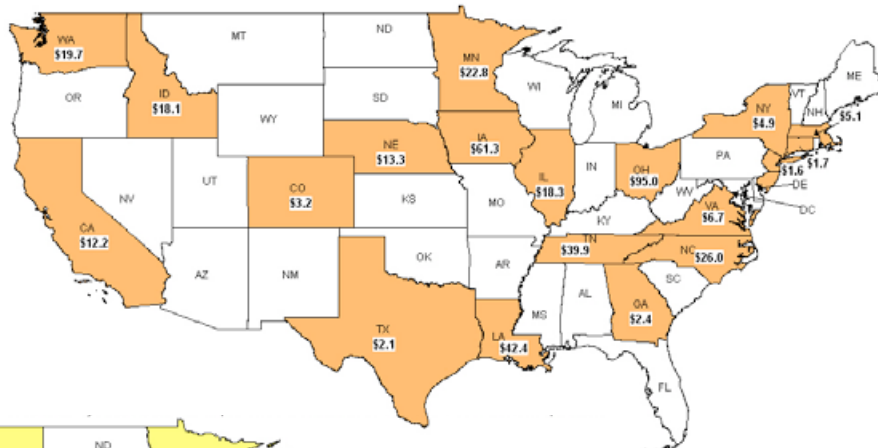 WA
$19.7
MT
ND
MN
$22.8
OR
ID
$18.1
SD
WI
MI
VT
NH
ME
$5.1
NY
$4.9
WY
NE
$13.3
IA
$61.3
IL
$18.3
IN
OH
$95.0
PA
$1.6
$1.7
DE
DC
CA
$12.2
NV
UT
CO
$3.2
KS
MO
WV
VA
$6.7
KY
AZ
NM
OK
AR
TN
$39.9
NC
$26.0
TX
$2.1
LA
$42.4
MS
AL
GA
$2.4
SC
FL
ND